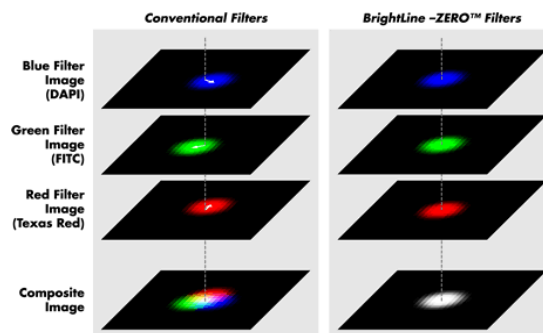 Conventional Filters
BrightLine –ZERO™ Filters
Blue Filter
Image
(DAPI)
Green Filter
Image
(FITC)
Red Filter
Image
(Texas Red)
Composite
Image